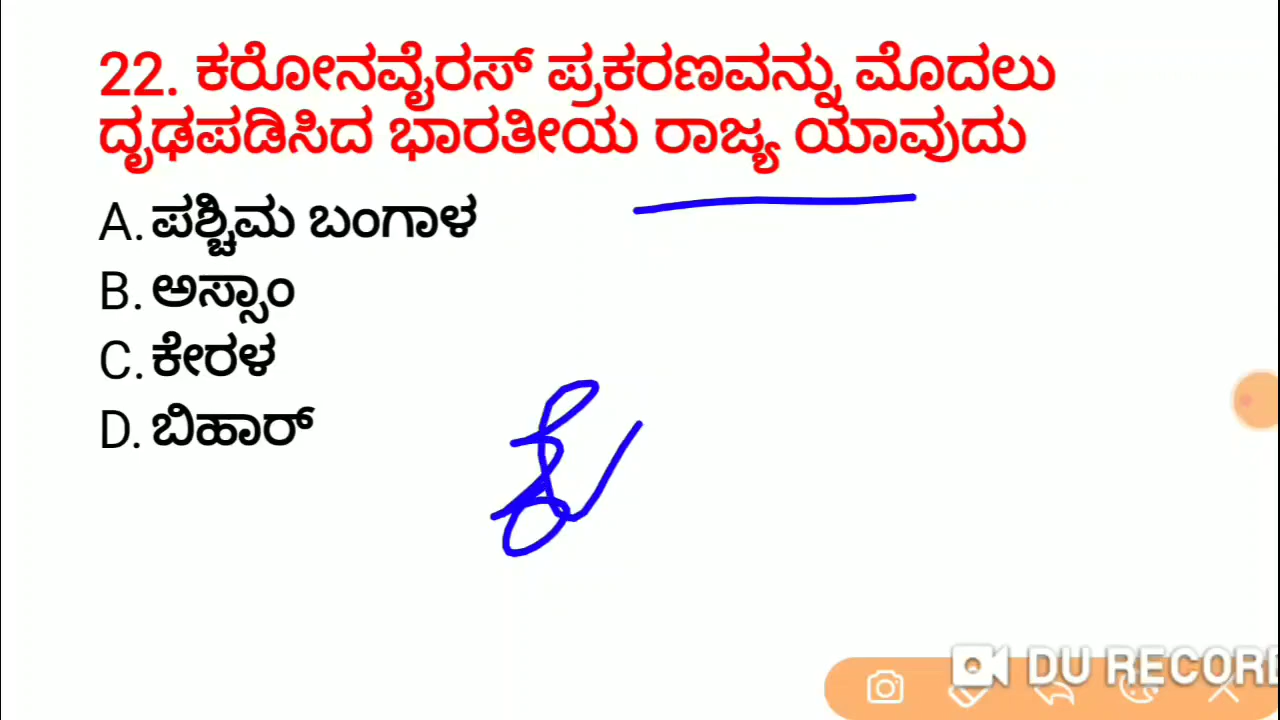 22. ಕರೋನವೈರಸ್ ಪ್ರಕರಣವನ್ನು ಮೊದಲು
ದೃಢಪಡಿಸಿದ ಭಾರತೀಯ ರಾಜ್ಯ ಯಾವುದು
A. ಪಶ್ಚಿಮ ಬಂಗಾಳ
B. ಅಸ್ಸಾಂ
C. ಕೇರಳ
D. ಬಿಹಾರ್
DU RECORD